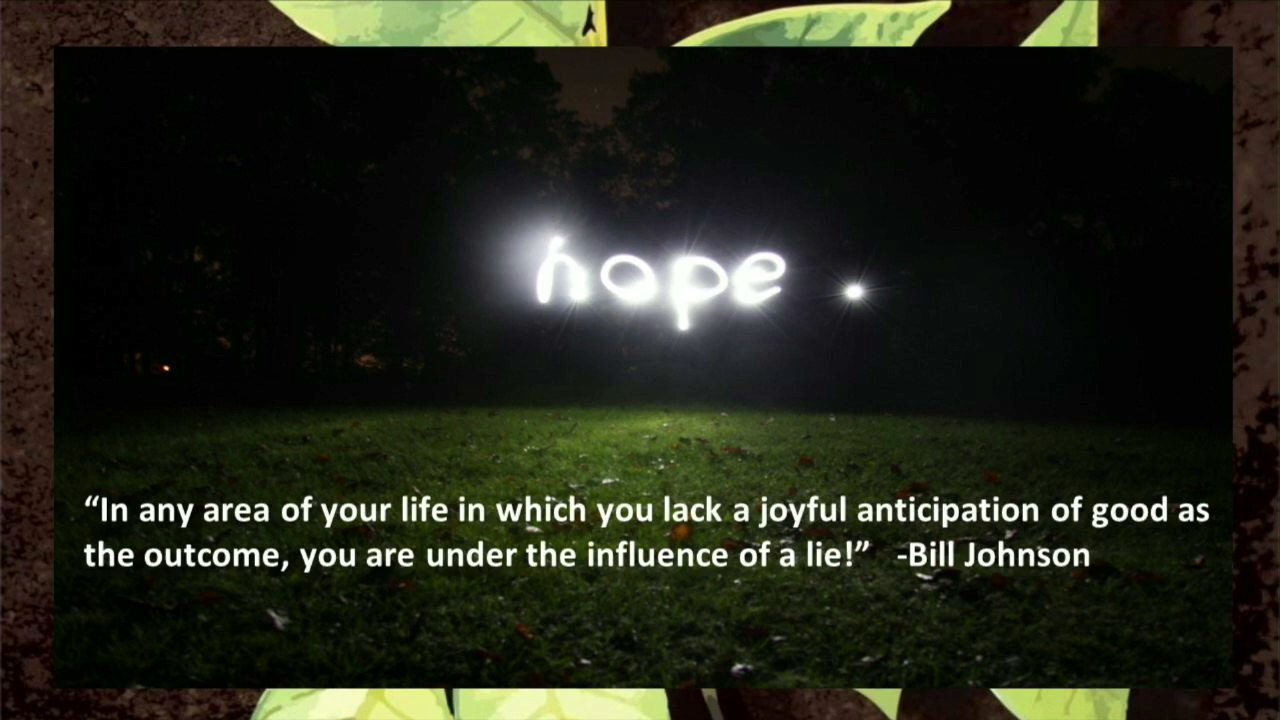 hope.
“In any area of your life in which you lack a joyful anticipation of good as
the outcome, you are under the influence of a lie!” -Bill Johnson